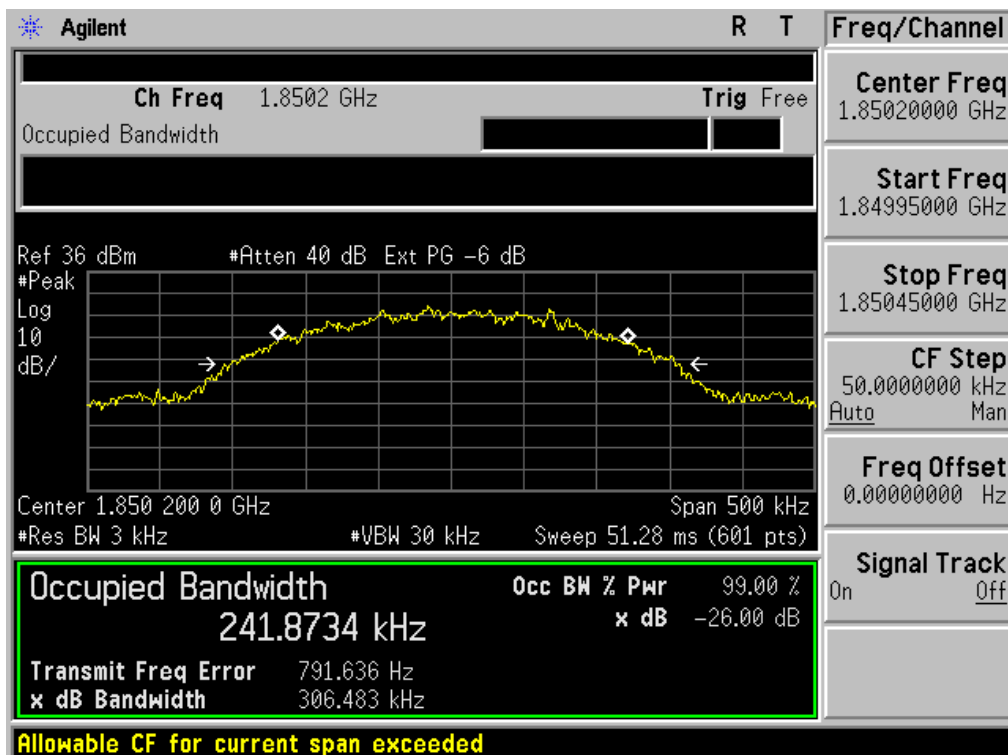 Agilent R T
Ch Freq 1.8502 GHz Trig Free
Occupied Bandwidth
Ref 36 dBm #Atten 40 dB Ext PG -6 dB
#Peak
Log
10
dB/
Center 1.850 200 0 GHz Span 500 kHz
#Res BW 3 kHz #VBW 30 kHz Sweep 51.28 ms (601 pts)
Occupied Bandwidth Occ BW % Pwr 99.00 %
241.8734 kHz x dB -26.00 dB
Transmit Freq Error 791.636 Hz
x dB Bandwidth 306.483 kHz
Allowable CF for current span exceeded
Freq/Channel
Center Freq
1.85020000 GHz
Start Freq
1.84995000 GHz
Stop Freq
1.85045000 GHz
CF Step
50.0000000 kHz
Auto Man
Freq Offset
0.00000000 Hz
Signal Track
On Off